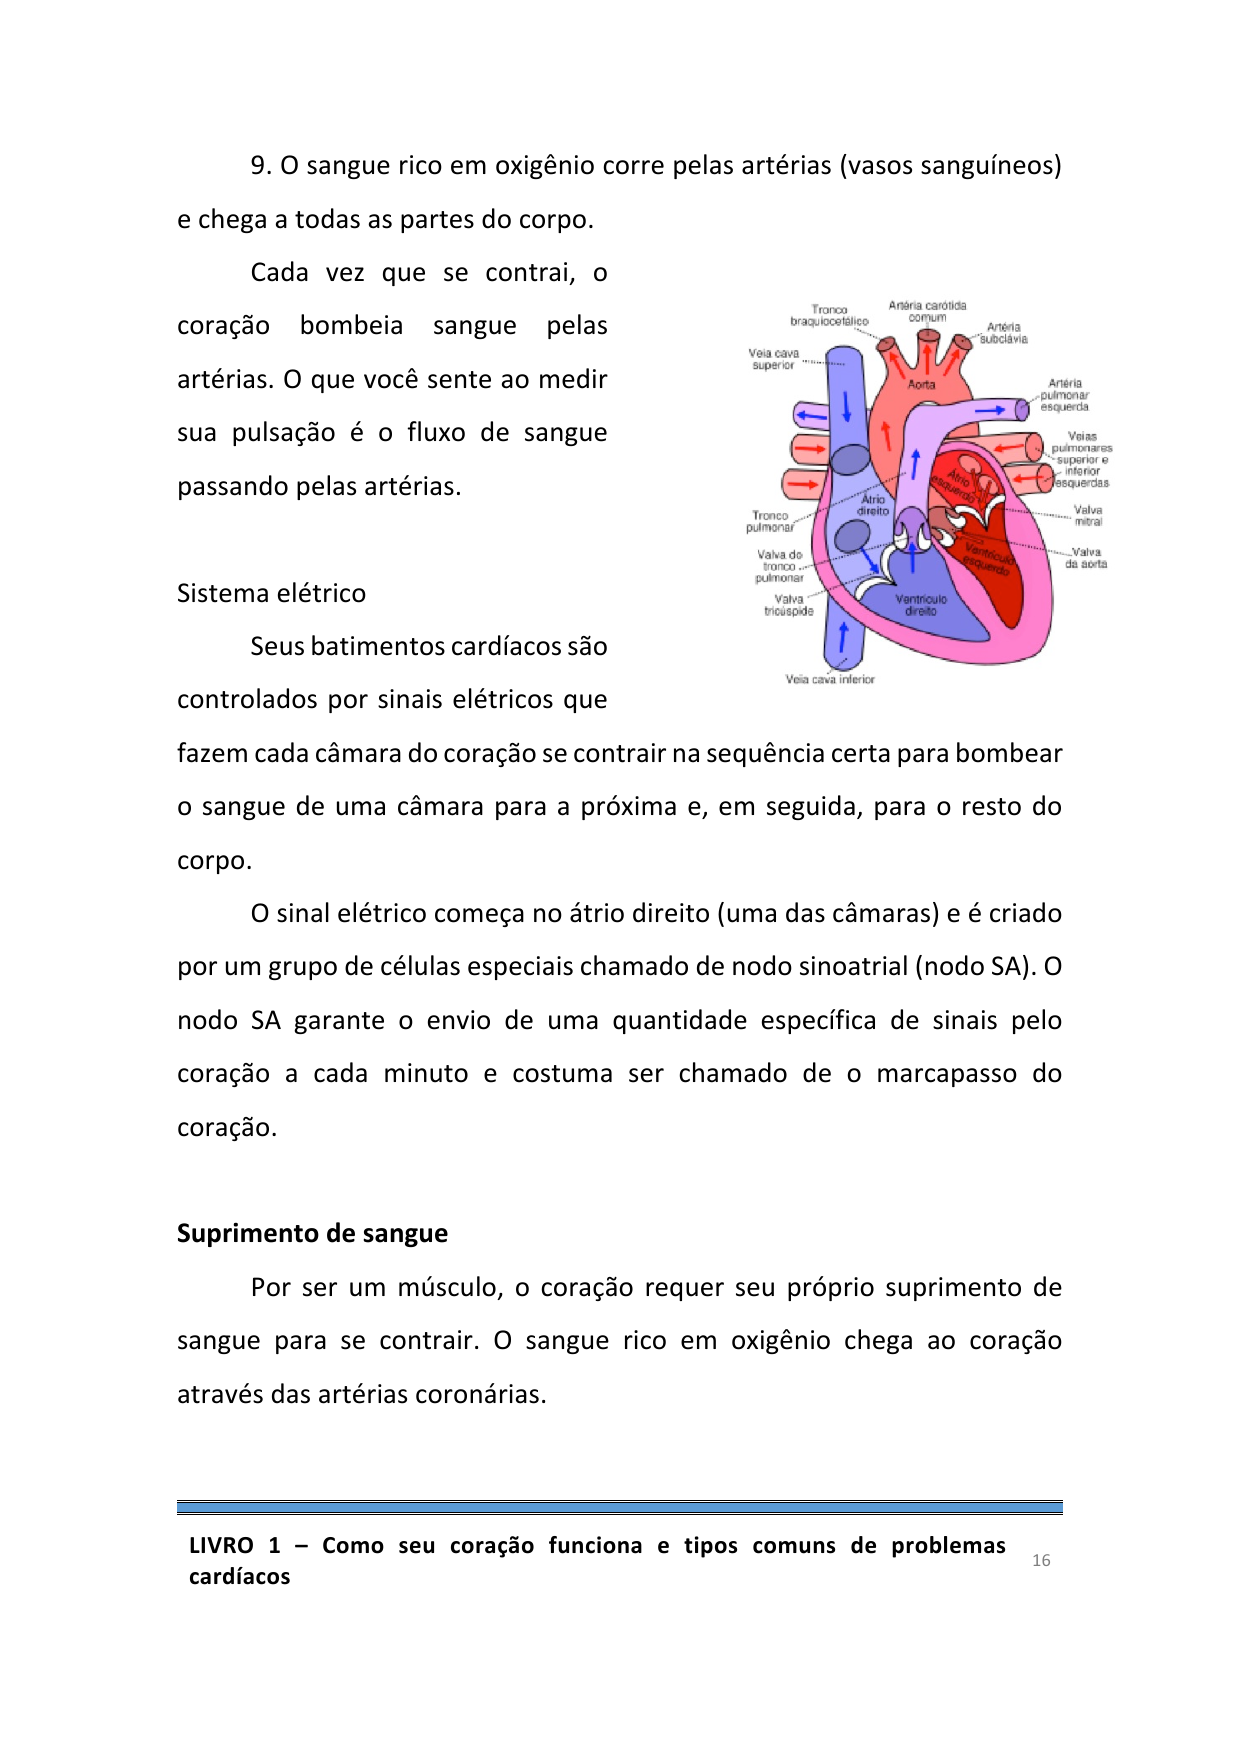 9. O sangue rico em oxigênio corre pelas artérias (vasos sanguíneos)
e chega a todas as partes do corpo.
Cada vez que se contrai, o
coração bombeia sangue pelas
artérias. O que você sente ao medir
sua pulsação é o fluxo de sangue
passando pelas artérias.
Tronco
braquiocefálico
Artéria carótida
comum
Artéria
subclávia
Veia cava
superior
Aorta
Artéria
pulmonar
esquerda
Veias
pulmonares
superior e
inferior
esquerdas
Átrio
esquerdo
Átrio
direito
Tronco
pulmonar
Valva
mitral
Valva do
tronco
pulmonar
Ventrículo
esquerdo
Valva
da aorta
Valva
tricúspide
Ventrículo
direito
Veia cava inferior
Sistema elétrico
Seus batimentos cardíacos são
controlados por sinais elétricos que
fazem cada câmara do coração se contrair na sequência certa para bombear
o sangue de uma câmara para a próxima e, em seguida, para o resto do
corpo.
O sinal elétrico começa no átrio direito (uma das câmaras) e é criado
por um grupo de células especiais chamado de nodo sinoatrial (nodo SA). O
nodo SA garante o envio de uma quantidade específica de sinais pelo
coração a cada minuto e costuma ser chamado de o marcapasso do
coração.
Suprimento de sangue
Por ser um músculo, o coração requer seu próprio suprimento de
sangue para se contrair. O sangue rico em oxigênio chega ao coração
através das artérias coronárias.
LIVRO 1 – Como seu coração funciona e tipos comuns de problemas
cardíacos
16